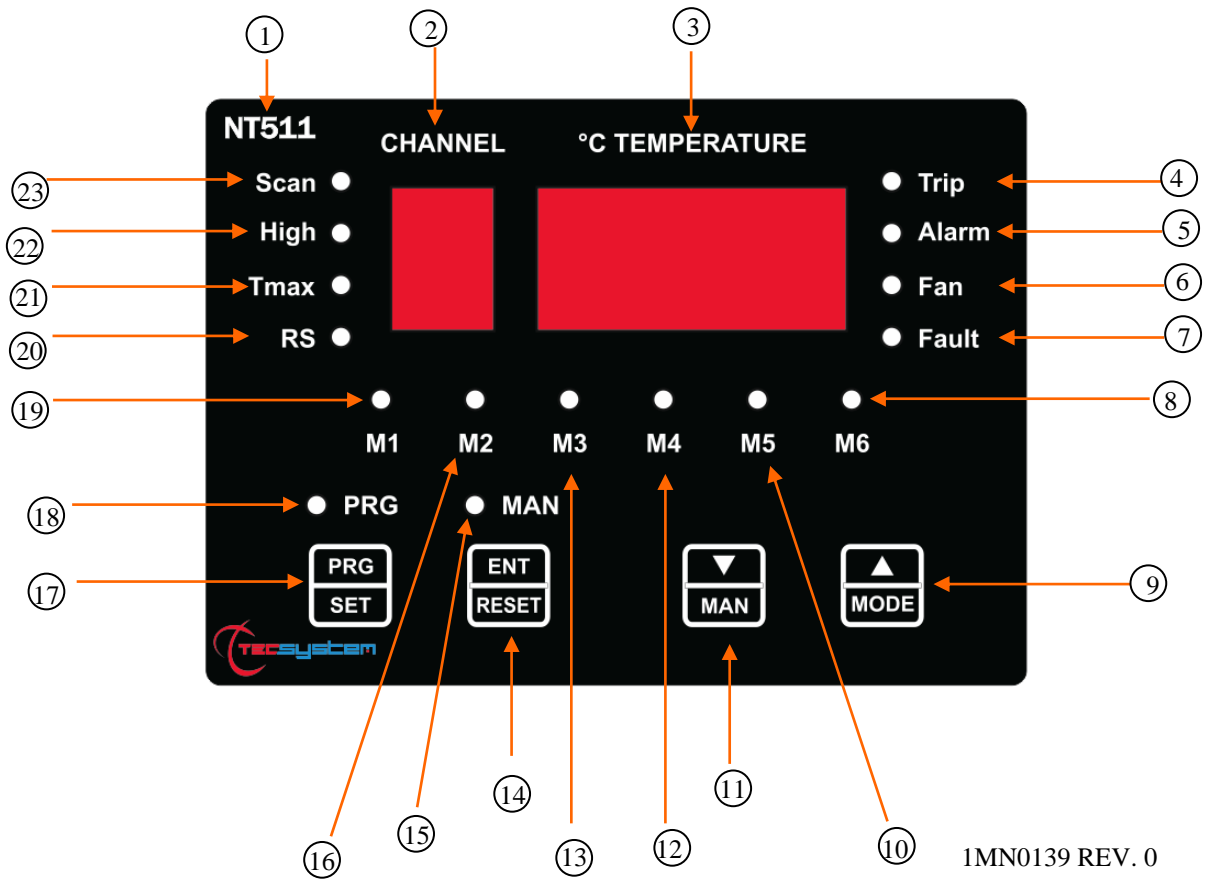 1
2
3
NT511
CHANNEL
°C TEMPERATURE
23
Scan
Trip
4
22
High
Alarm
5
21
Tmax
Fan
6
20
RS
Fault
7
19
8
M1
M2
M3
M4
M5
M6
18
PRG
MAN
17
PRG
SET
ENT
RESET
▼
MAN
▲
MODE
9
TECSYSTEM
14
11
15
16
13
12
10
1MN0139 REV. 0